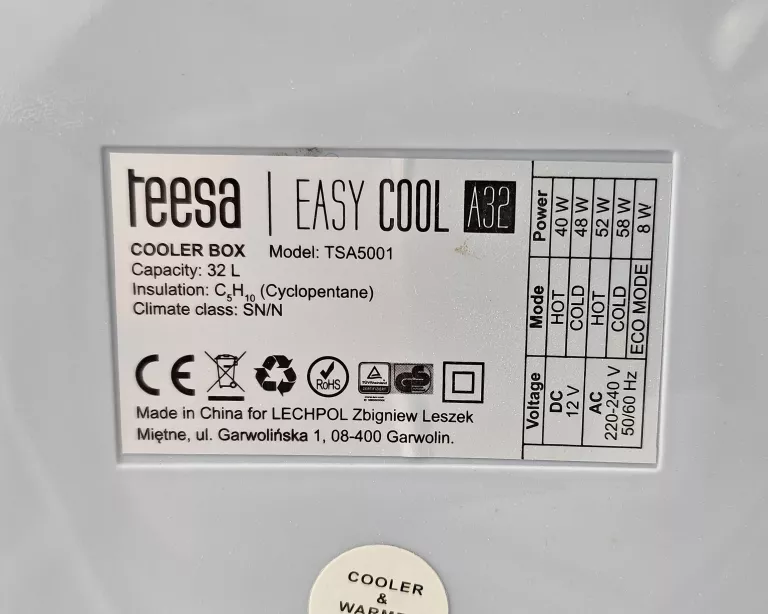 teesa | EASY COOL A32
COOLER BOX Model: TSA5001
Capacity: 32 L
Insulation: C5H10 (Cyclopentane)
Climate class: SN/N
CE RoHS GS
Made in China for LECHPOL Zbigniew Leszek
Miętne, ul. Garwolińska 1, 08-400 Garwolin.
Voltage Mode Power
DC 12 V HOT 40 W
COLD 48 W
AC 220-240 V 50/60 Hz HOT 52 W
COLD 58 W
ECO MODE 8 W
COOLER
&